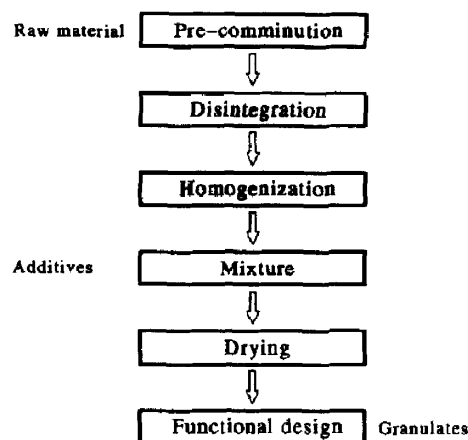 Raw material Pre-comminution
Disintegration
Homogenization
Additives Mixture
Drying
Functional design Granulates